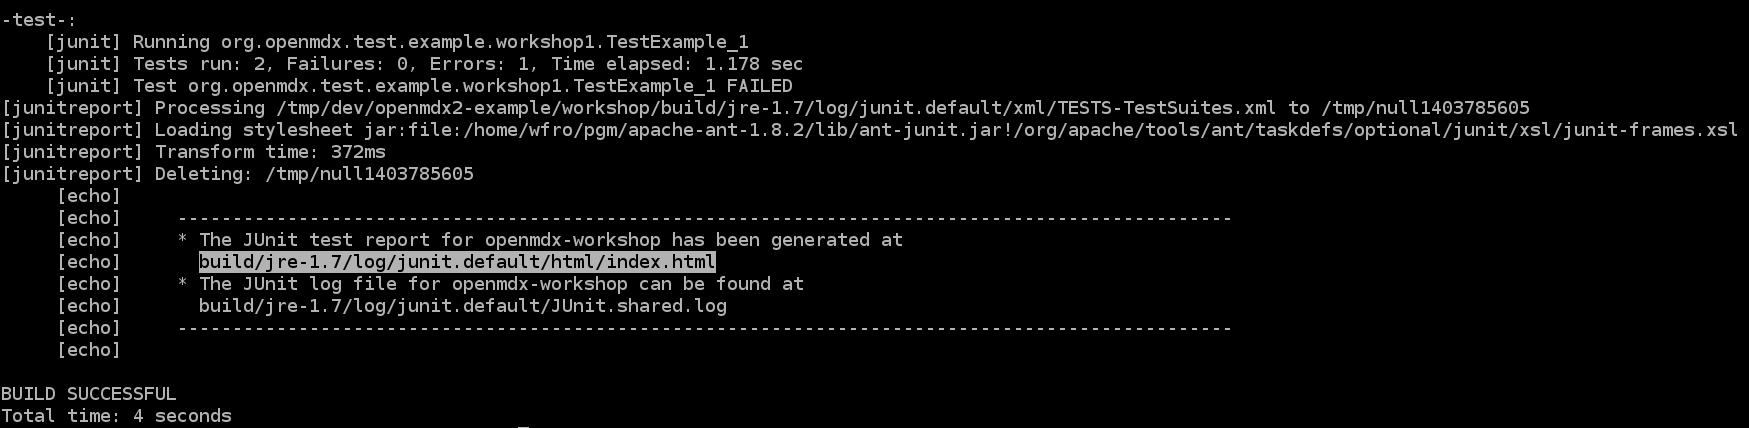 -test-:
    [junit] Running org.openmdx.test.example.workshop1.TestExample_1
    [junit] Tests run: 2, Failures: 0, Errors: 1, Time elapsed: 1.178 sec
    [junit] Test org.openmdx.test.example.workshop1.TestExample_1 FAILED
[junitreport] Processing /tmp/dev/openmdx2-example/workshop/build/jre-1.7/log/junit.default/xml/TESTS-TestSuites.xml to /tmp/null1403785605
[junitreport] Loading stylesheet jar:file:/home/wfro/pgm/apache-ant-1.8.2/lib/ant-junit.jar!/org/apache/tools/ant/taskdefs/optional/junit/xsl/junit-frames.xsl
[junitreport] Transform time: 372ms
[junitreport] Deleting: /tmp/null1403785605
     [echo]
     [echo]     ------------------------------------------------------------------------------------------------
     [echo]     * The JUnit test report for openmdx-workshop has been generated at
     [echo]       build/jre-1.7/log/junit.default/html/index.html
     [echo]     * The JUnit log file for openmdx-workshop can be found at
     [echo]       build/jre-1.7/log/junit.default/JUnit.shared.log
     [echo]     ------------------------------------------------------------------------------------------------
     [echo]

BUILD SUCCESSFUL
Total time: 4 seconds